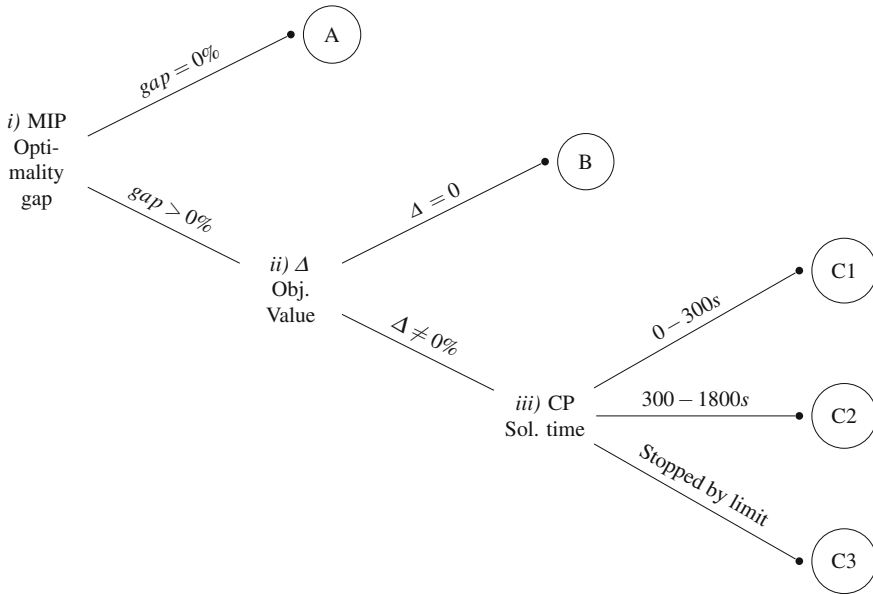 A
gap = 0%
i) MIP
Opti-
mality
gap
B
gap > 0%
Δ = 0
ii) Δ
Obj.
Value
C1
0 − 300s
Δ ≠ 0%
iii) CP
Sol. time
300 − 1800s
C2
Stopped by limit
C3